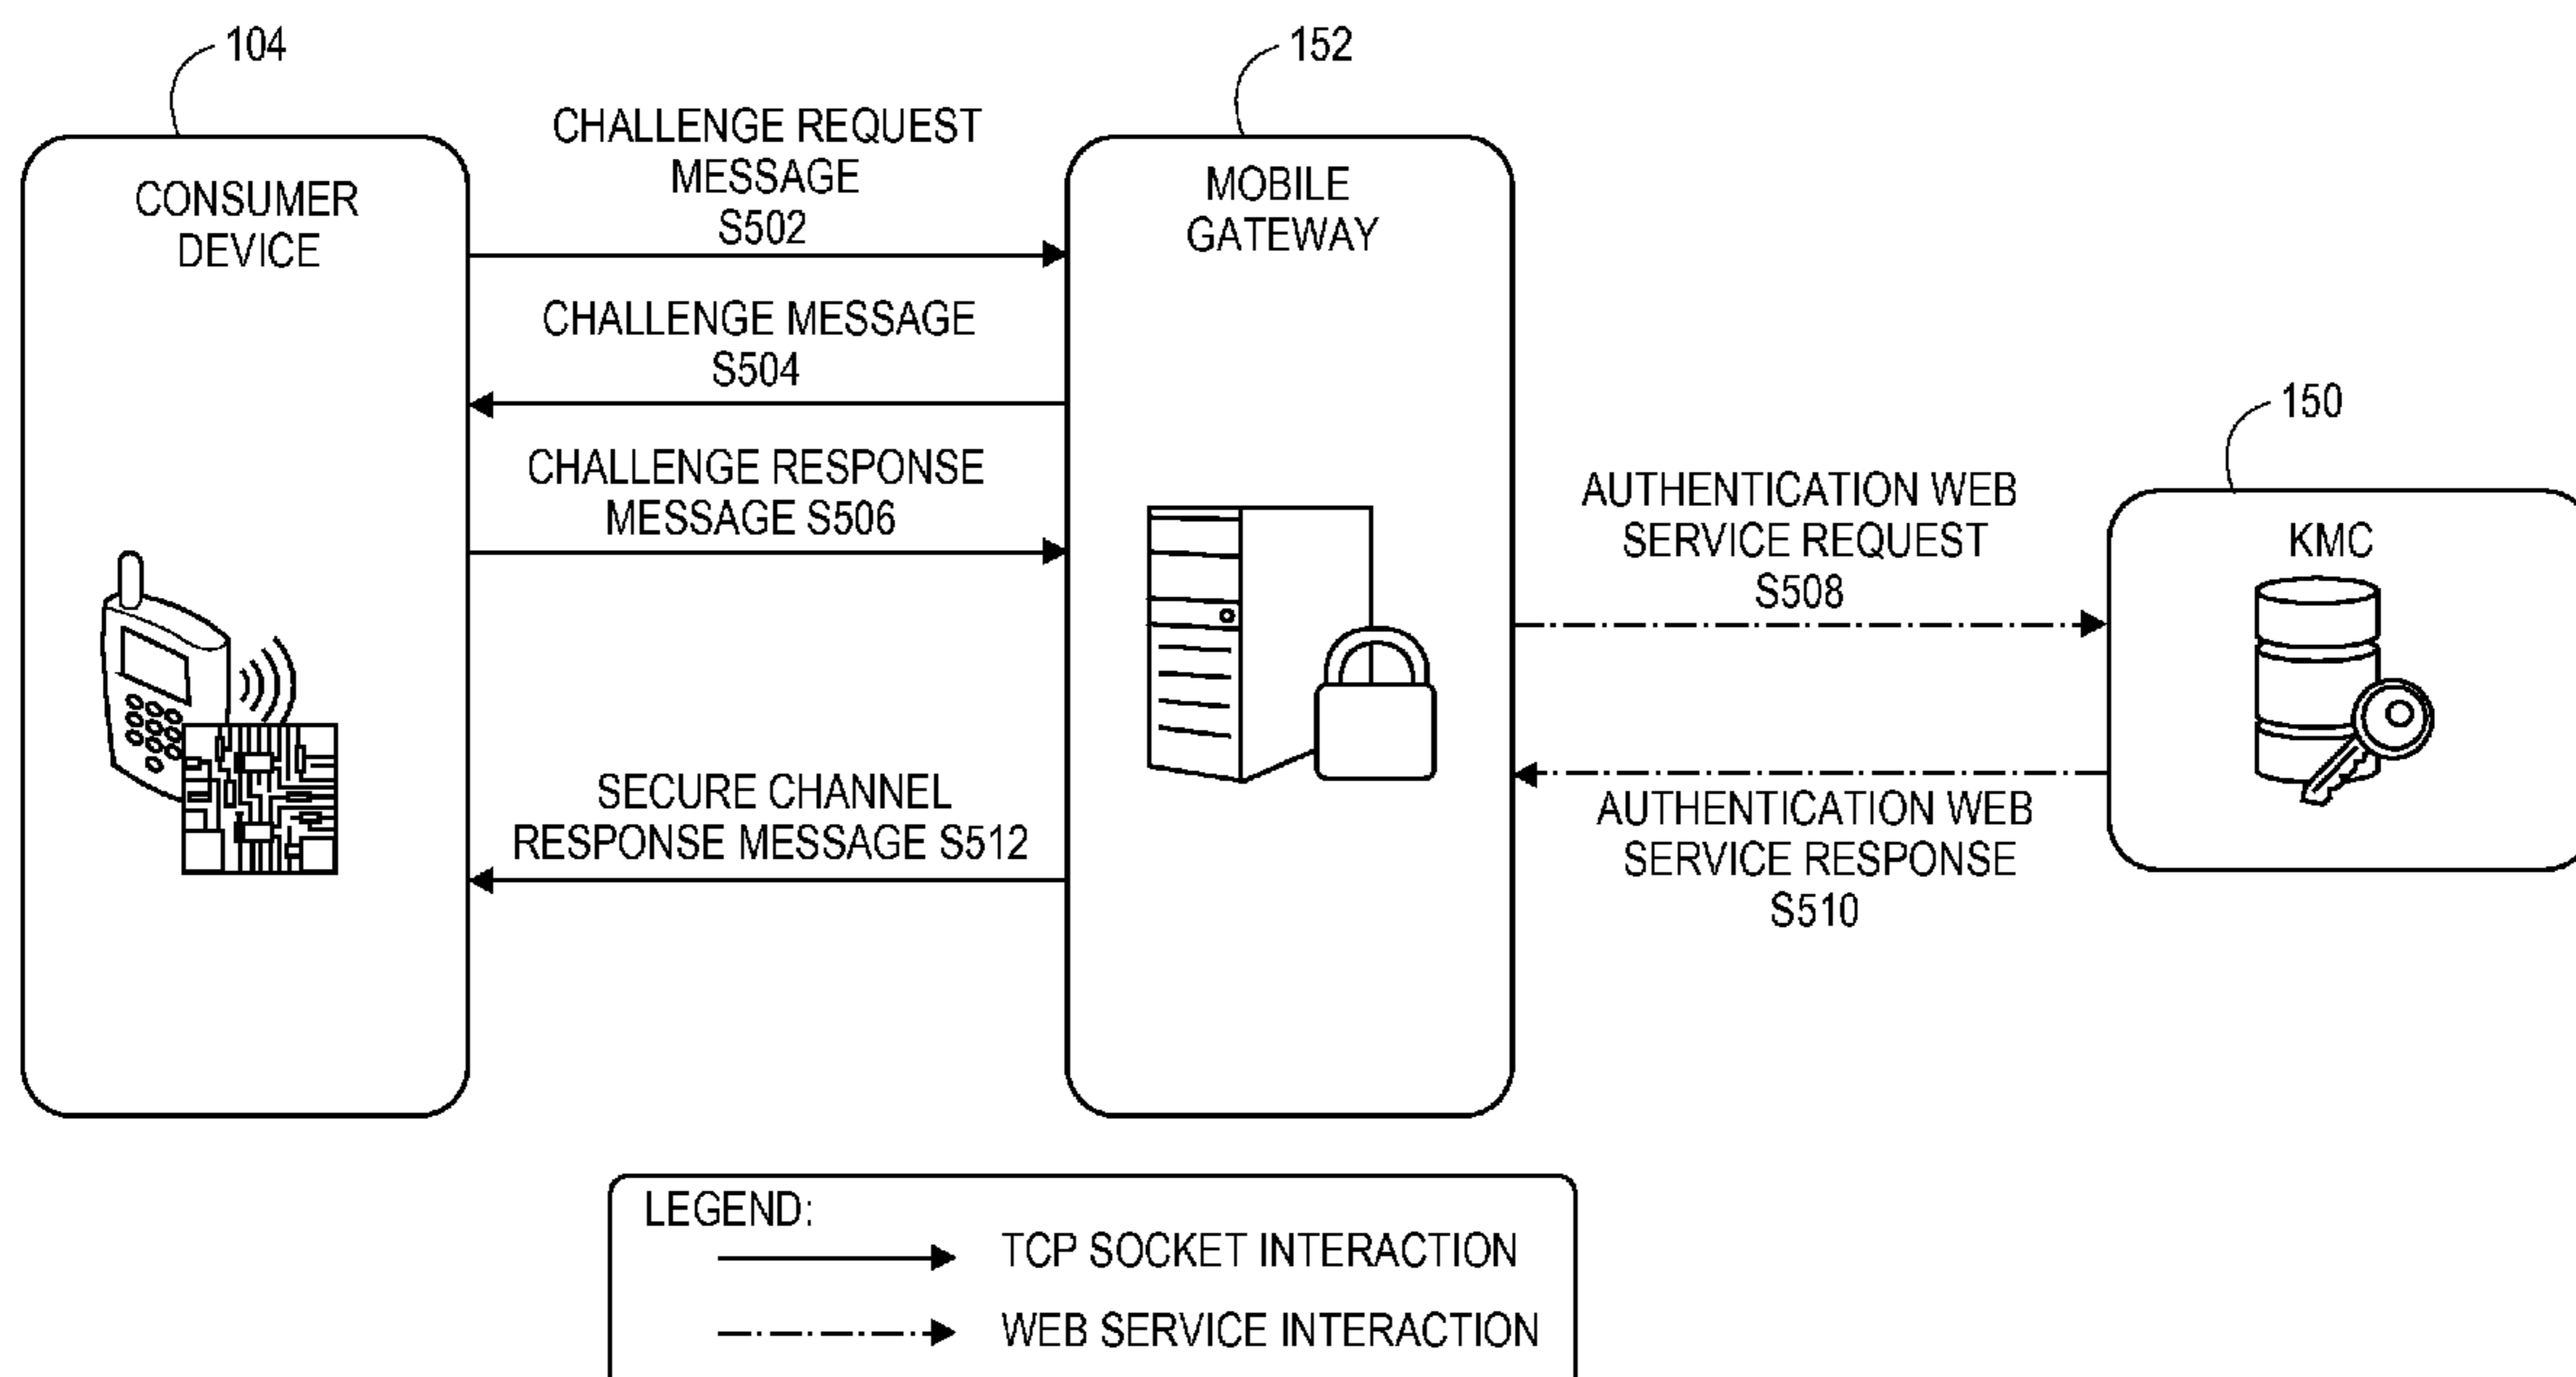 104
152
CONSUMER
DEVICE
CHALLENGE REQUEST
MESSAGE
S502
MOBILE
GATEWAY
CHALLENGE MESSAGE
S504
150
CHALLENGE RESPONSE
MESSAGE S506
AUTHENTICATION WEB
SERVICE REQUEST
S508
KMC
SECURE CHANNEL
RESPONSE MESSAGE S512
AUTHENTICATION WEB
SERVICE RESPONSE
S510
LEGEND:
TCP SOCKET INTERACTION
WEB SERVICE INTERACTION